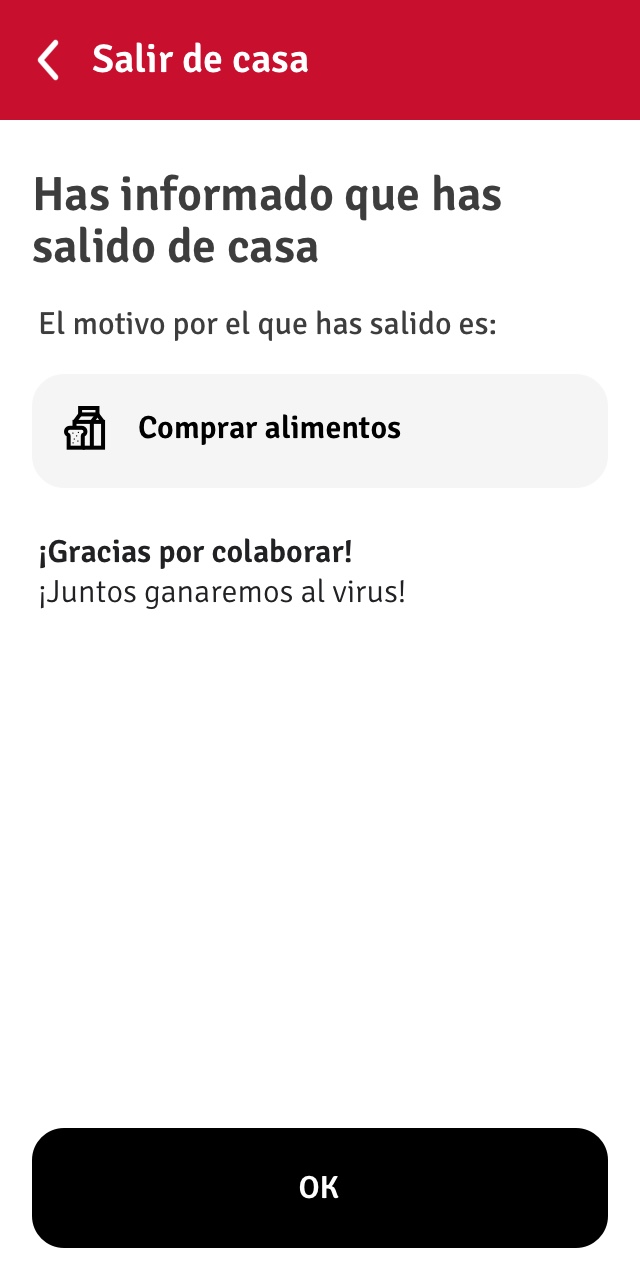 Salir de casa
Has informado que has
salido de casa
El motivo por el que has salido es:
Comprar alimentos
¡Gracias por colaborar!
¡Juntos ganaremos al virus!
OK